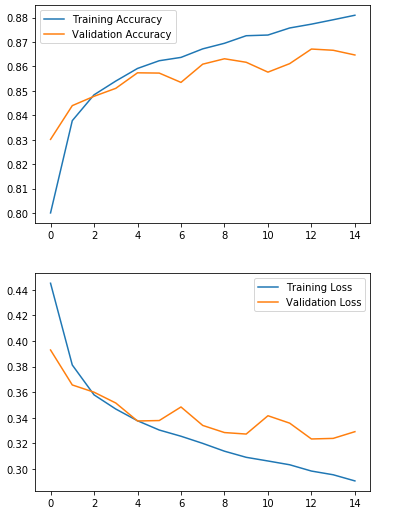 0.88
0.87
0.86
0.85
0.84
0.83
0.82
0.81
0.80
Training Accuracy
Validation Accuracy
0 2 4 6 8 10 12 14
0.44
0.42
0.40
0.38
0.36
0.34
0.32
0.30
Training Loss
Validation Loss
0 2 4 6 8 10 12 14